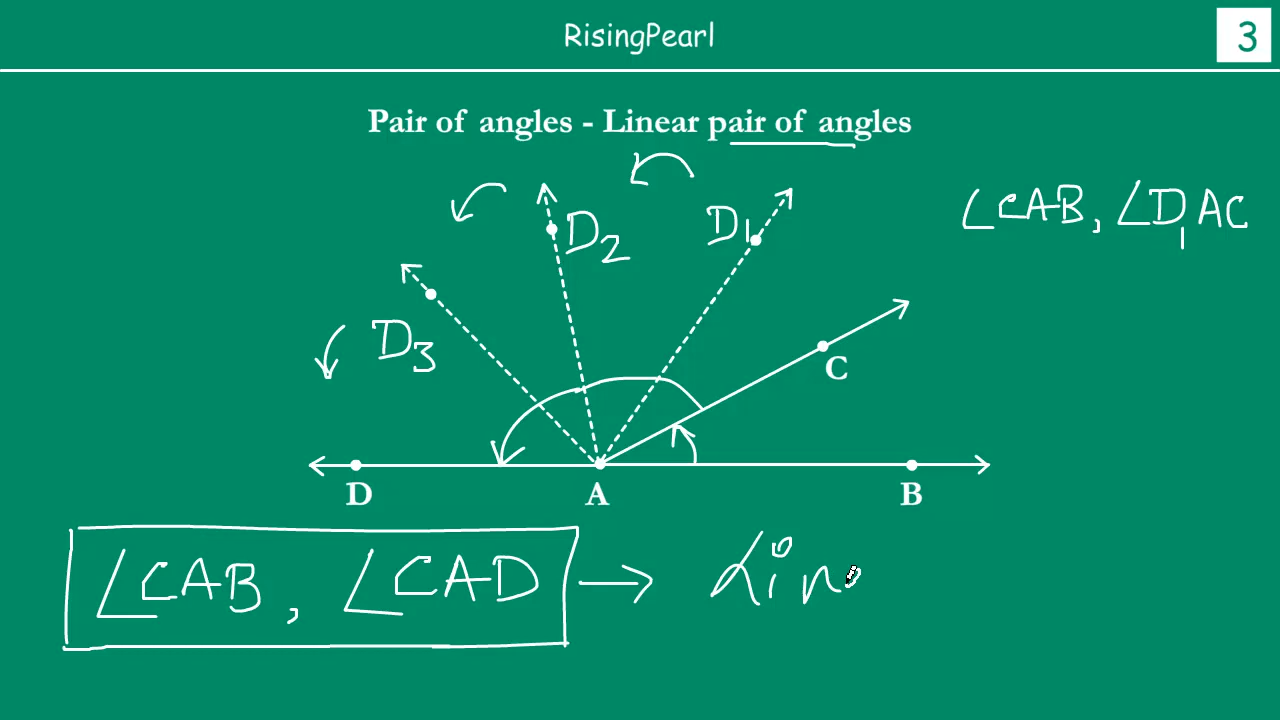 RisingPearl
3
Pair of angles - Linear pair of angles
∠CAB, ∠D1AC
D2
D1
D3
C
D
A
B
∠CAB, ∠CAD → Lin